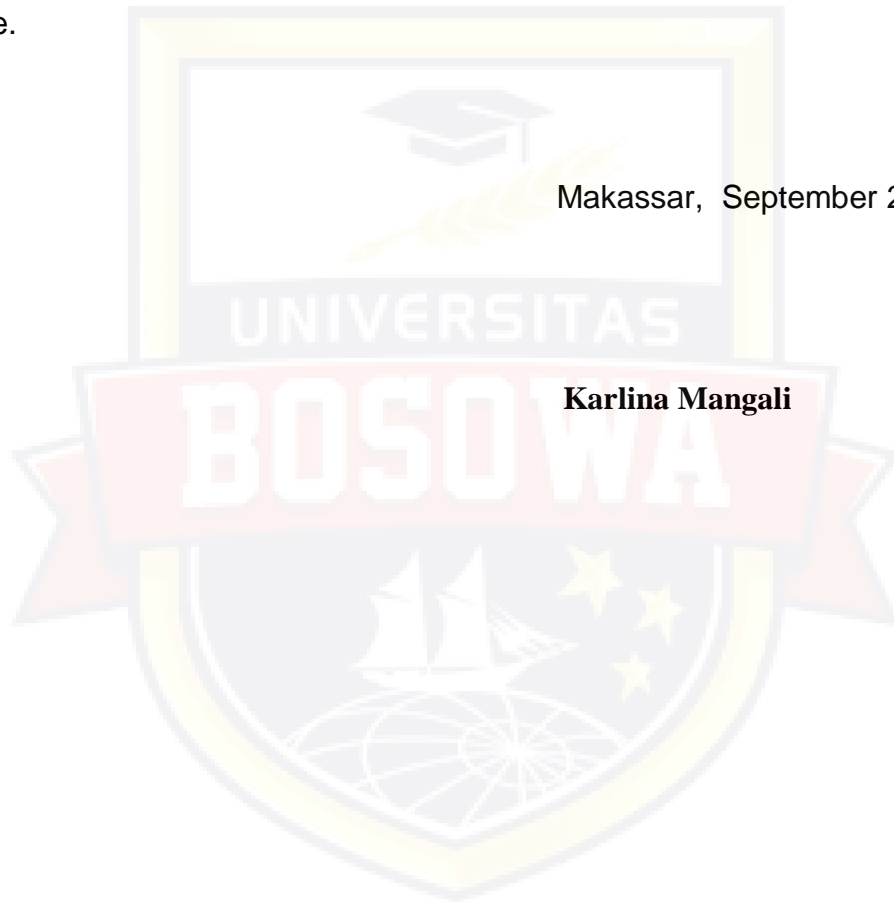 e.
Makassar, September 2
UNIVERSITAS
Karlina Mangali
BOSOWA